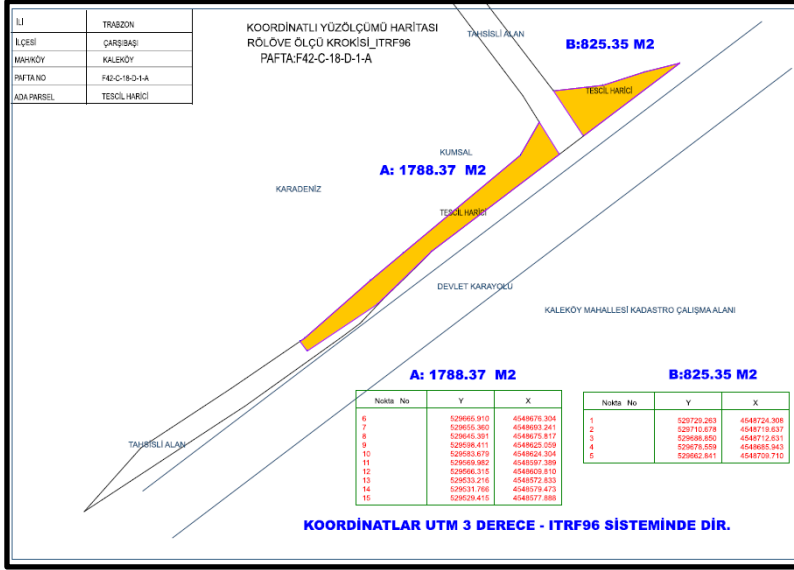 İLİ TRABZON
İLÇESİ ÇARŞIBAŞI
MAH/KÖY KALEKÖY
PAFTA NO F42-C-18-D-1-A
ADA PARSEL TESCİL HARİCİ
KOORDİNATLI YÜZÖLÇÜMÜ HARİTASI
RÖLÖVE ÖLÇÜ KROKİSİ_ITRF96
PAFTA:F42-C-18-D-1-A
TAHSİSLİ ALAN
B:825.35 M2
TESCİL HARİCİ
KUMSAL
A: 1788.37 M2
KARADENİZ
TESCİL HARİCİ
DEVLET KARAYOLU
KALEKÖY MAHALLESİ KADASTRO ÇALIŞMA ALANI
TAHSİSLİ ALAN
A: 1788.37 M2
Nokta No Y X
6 529665.910 4548676.304
7 529655.360 4548693.241
8 529645.391 4548675.817
9 529598.411 4548625.059
10 529583.679 4548624.304
11 529569.982 4548597.389
12 529566.315 4548609.810
13 529533.216 4548572.833
14 529531.766 4548579.473
15 529529.415 4548577.888
B:825.35 M2
Nokta No Y X
1 529729.263 4548724.308
2 529710.678 4548719.637
3 529686.650 4548712.631
4 529678.559 4548685.943
5 529662.841 4548709.710
KOORDİNATLAR UTM 3 DERECE - ITRF96 SİSTEMİNDE DİR.